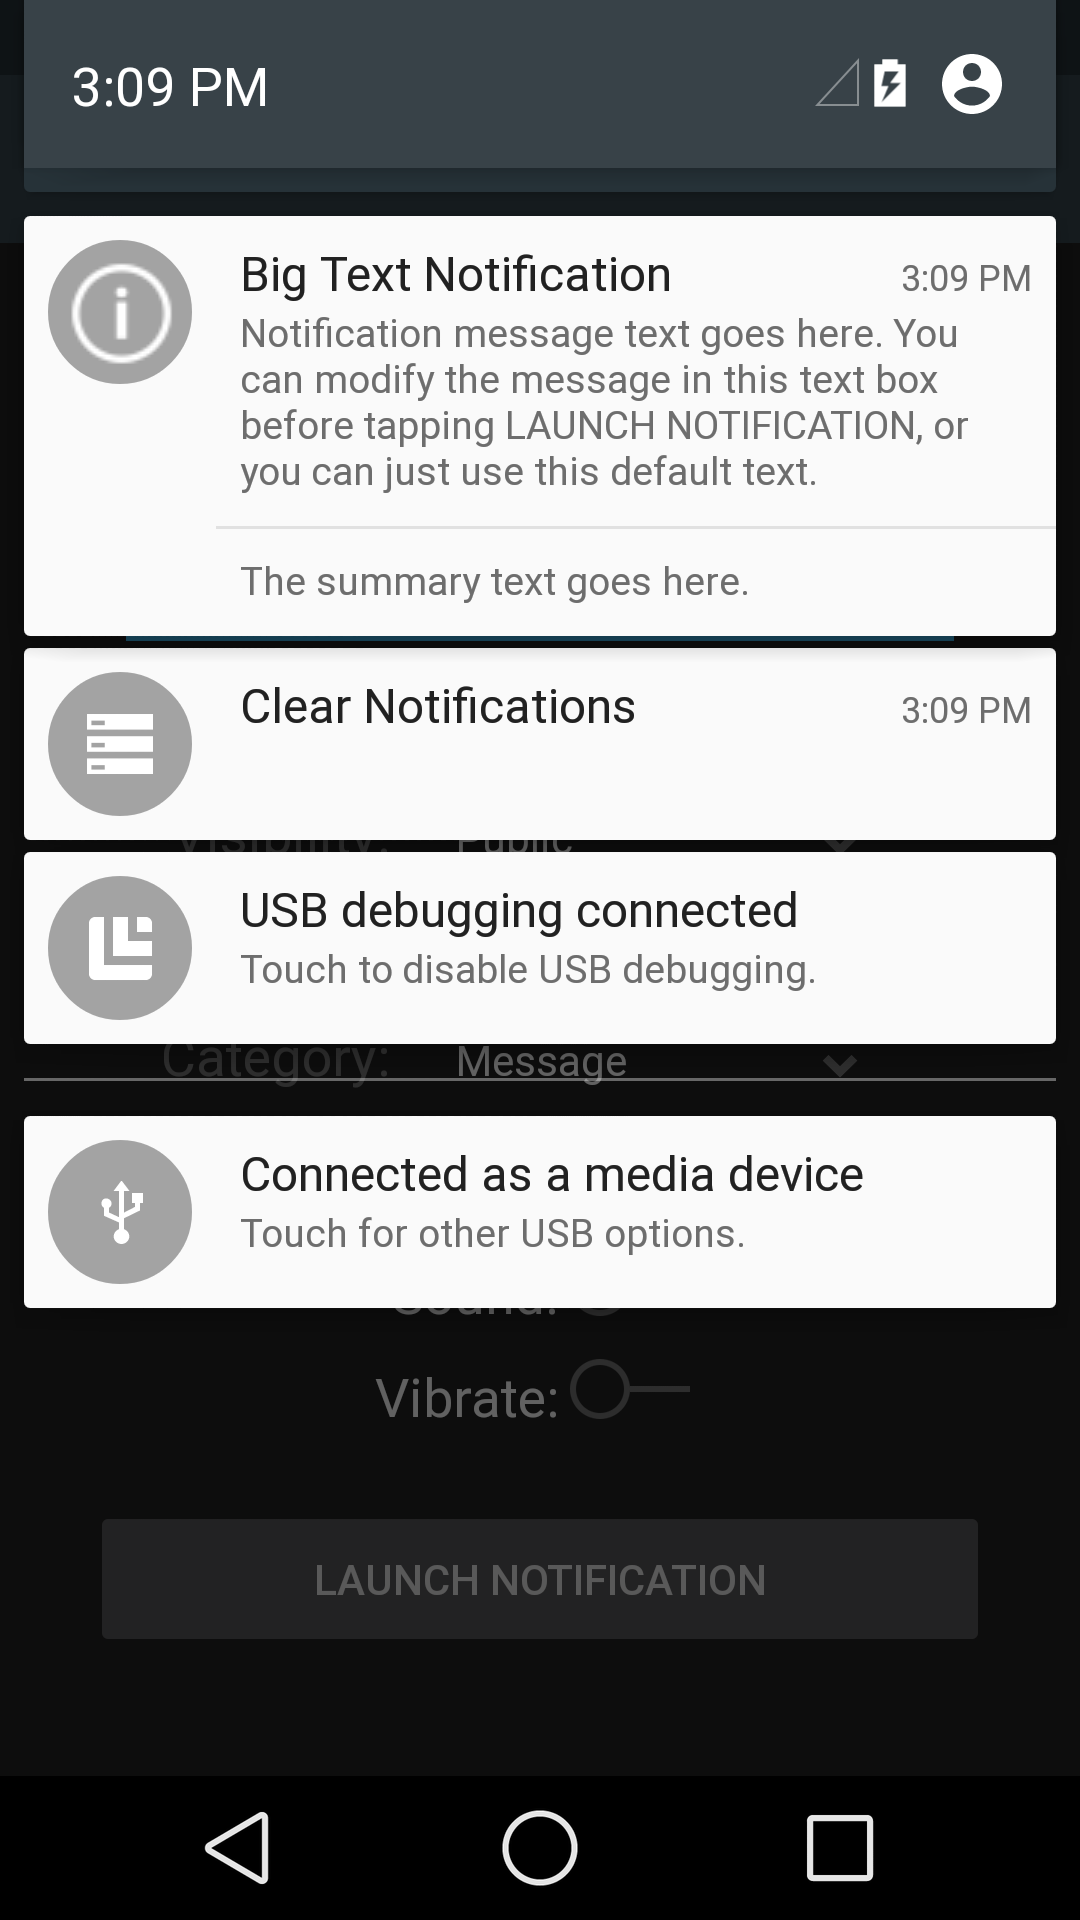 3:09 PM
Big Text Notification 3:09 PM
Notification message text goes here. You
can modify the message in this text box
before tapping LAUNCH NOTIFICATION, or
you can just use this default text.
The summary text goes here.
Clear Notifications 3:09 PM
Visibility: Public
USB debugging connected
Touch to disable USB debugging.
Category: Message
Connected as a media device
Touch for other USB options.
Sound:
Vibrate:
LAUNCH NOTIFICATION